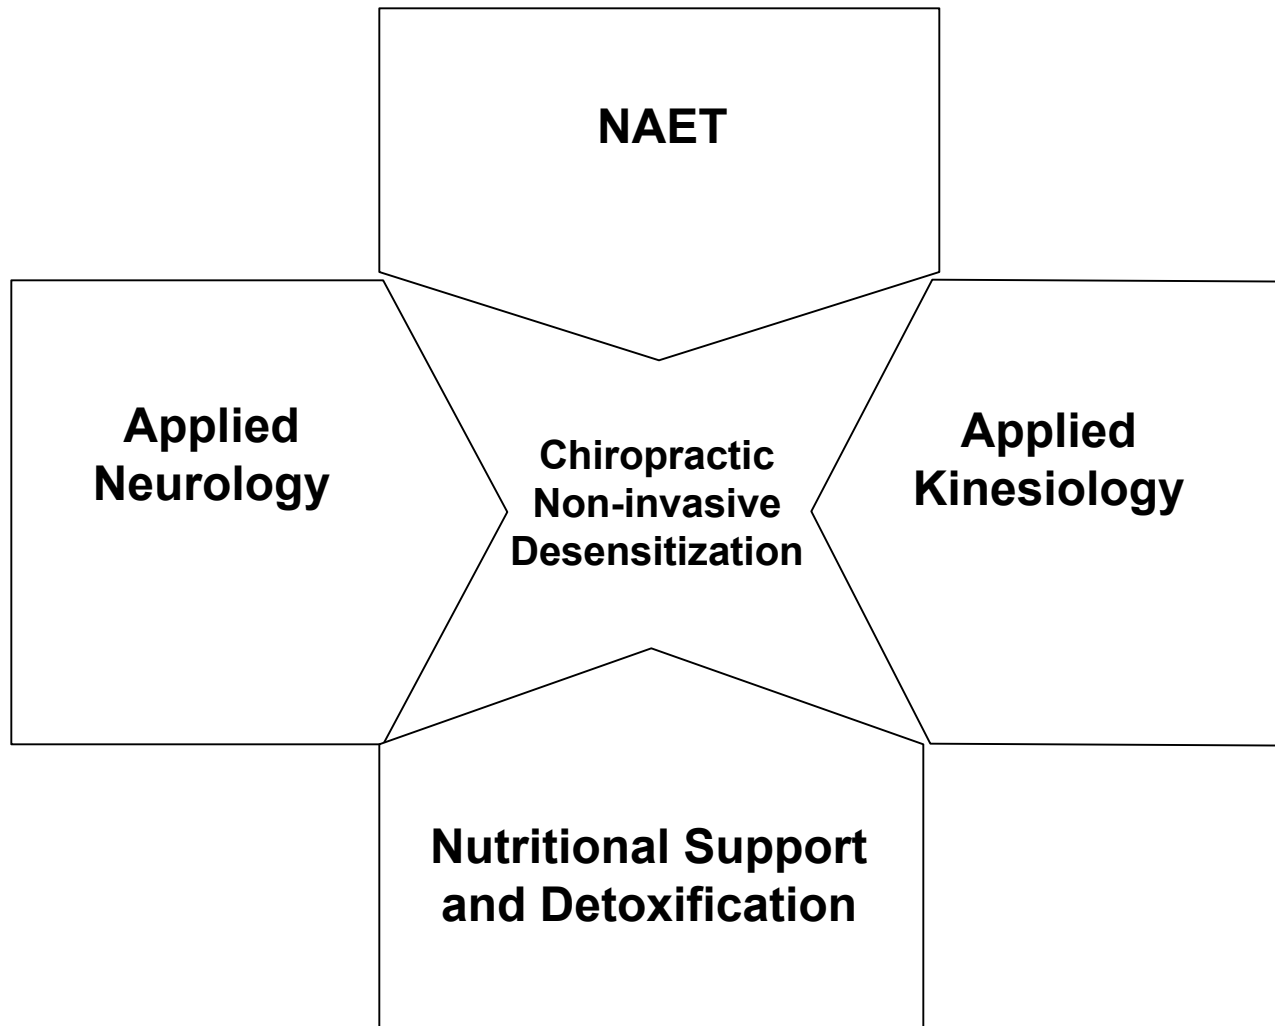 NAET
Applied
Neurology
Chiropractic
Non-invasive
Desensitization
Applied
Kinesiology
Nutritional Support
and Detoxification